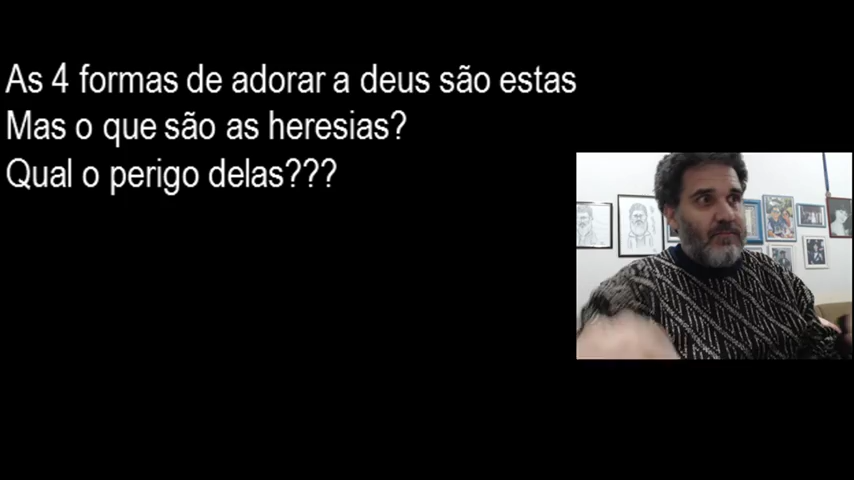 As 4 formas de adorar a deus são estas
Mas o que são as heresias?
Qual o perigo delas???